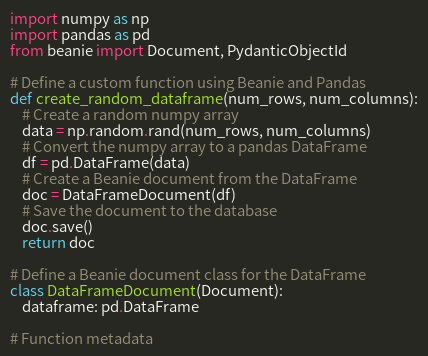 import numpy as np
import pandas as pd
from beanie import Document, PydanticObjectId

# Define a custom function using Beanie and Pandas
def create_random_dataframe(num_rows, num_columns):
    # Create a random numpy array
    data = np.random.rand(num_rows, num_columns)
    # Convert the numpy array to a pandas DataFrame
    df = pd.DataFrame(data)
    # Create a Beanie document from the DataFrame
    doc = DataFrameDocument(df)
    # Save the document to the database
    doc.save()
    return doc

# Define a Beanie document class for the DataFrame
class DataFrameDocument(Document):
    dataframe: pd.DataFrame

# Function metadata